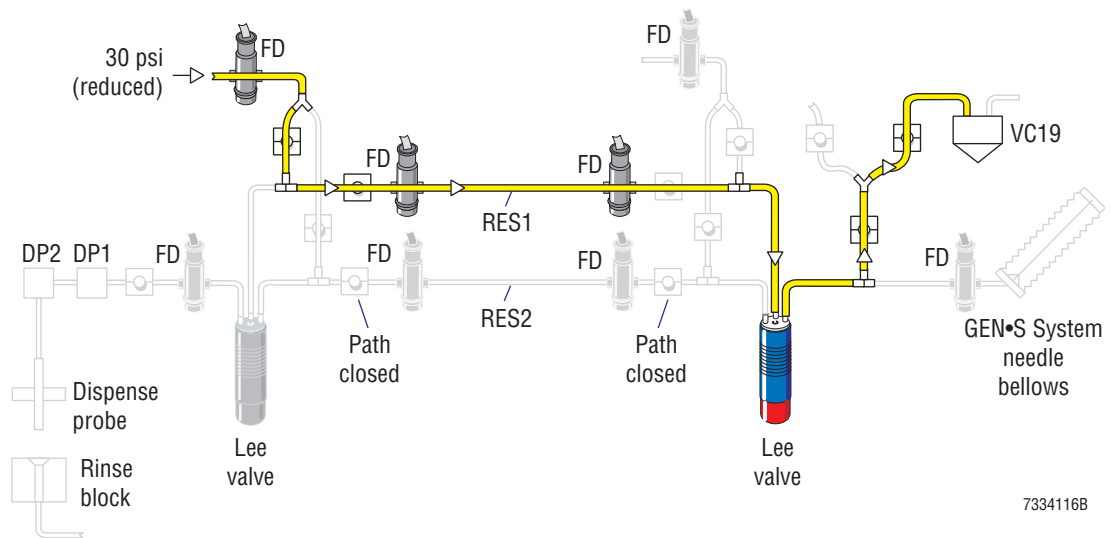 FD
FD
30 psi
(reduced)
VC19
FD
FD
RES1
DP2
DP1
FD
FD
FD
FD
RES2
Path
closed
Path
closed
GEN•S System
needle
bellows
Dispense
probe
Lee
valve
Lee
valve
Rinse
block
7334116B